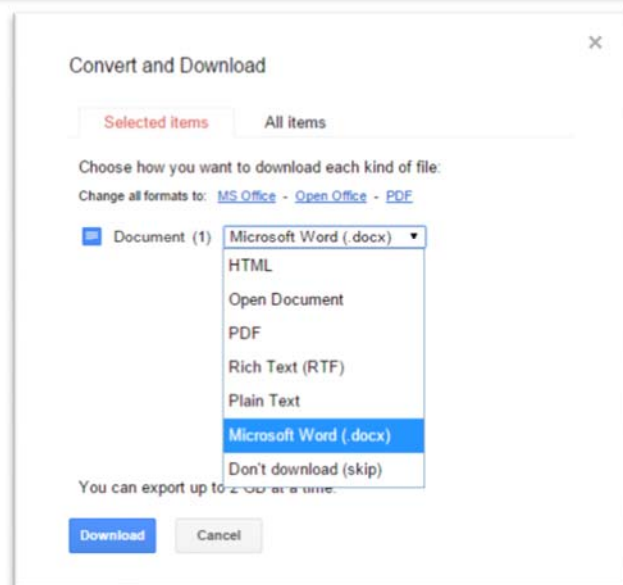 ×
Convert and Download
Selected items All items
Choose how you want to download each kind of file:
Change all formats to: MS Office - Open Office - PDF
Document (1) Microsoft Word (.docx)
HTML
Open Document
PDF
Rich Text (RTF)
Plain Text
Microsoft Word (.docx)
Don't download (skip)
You can export up to 2 GB at a time.
Download Cancel